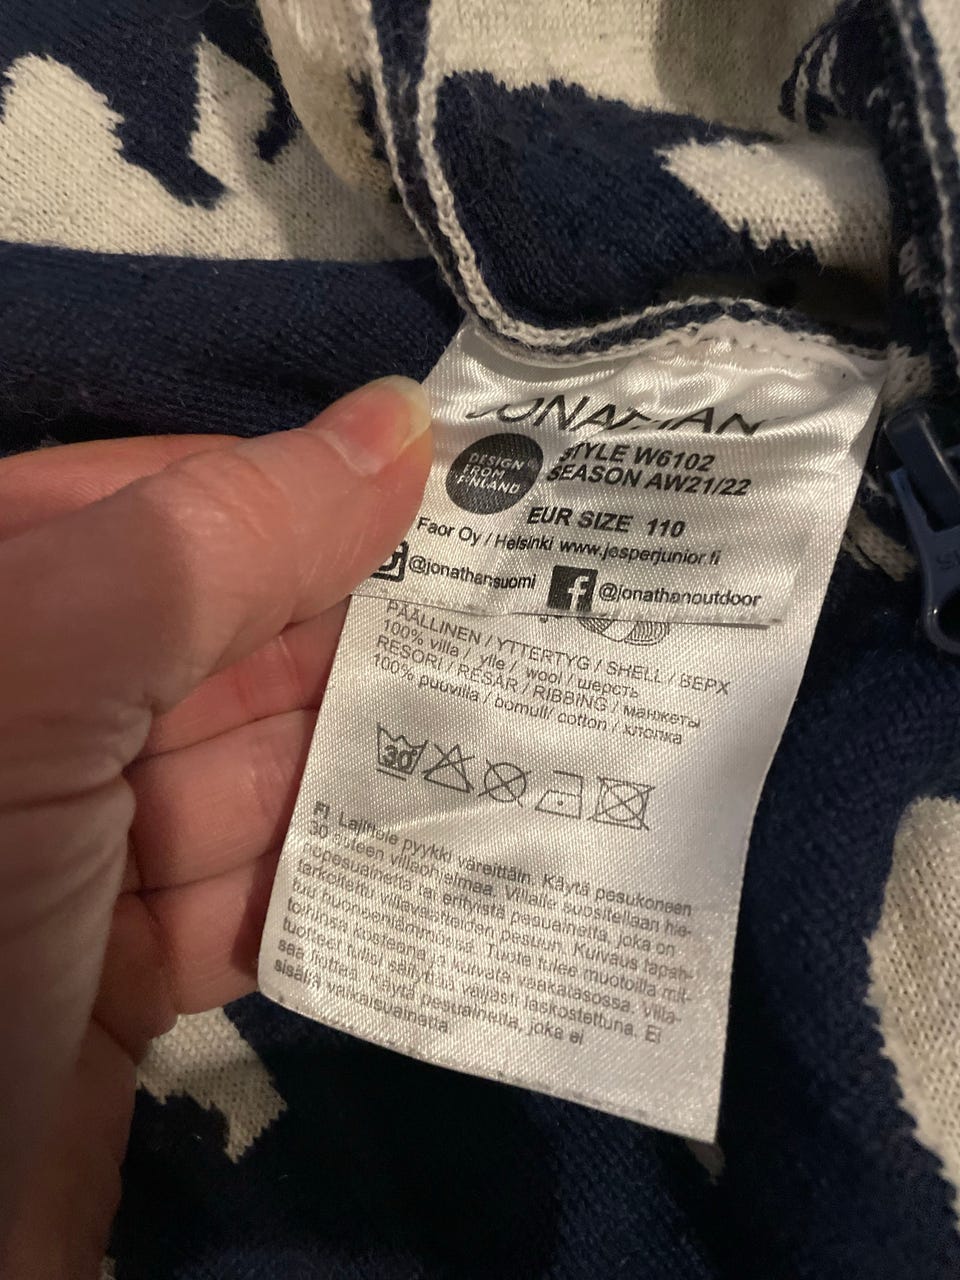 JONATHAN
DESIGN
FROM
FINLAND
STYLE W6102
SEASON AW21/22
EUR SIZE 110
Faor Oy / Helsinki www.jesperjunior.fi
@jonathansuomi
f @jonathanoutdoor
PÄÄLLINEN / YTTERTYG / SHELL / ВЕРХ
100% villa / ylle / wool / шерсть
RESORI / RESÅR / RIBBING / манжеты
100% puuvilla / bomull/ cotton / хлопка
30
FI Lajittele pyykki väreittäin. Käytä pesukoneen
30 asteen villaohjelmaa. Villalle suositellaan hie-
nopesuainetta tai erityistä pesuainetta, joka on
tarkoitettu villavaatteiden pesuun. Kuivaus tapah-
tuu huoneenlämmössä. Tuote tulee muotoilla mit-
toihinsa kosteana ja kuivata vaakatasossa. Villa-
tuotteet tulisi säilyttää väljästi laskostettuna. Ei
saa liottaa. Käytä pesuainetta, joka ei
sisällä valkaisuainetta